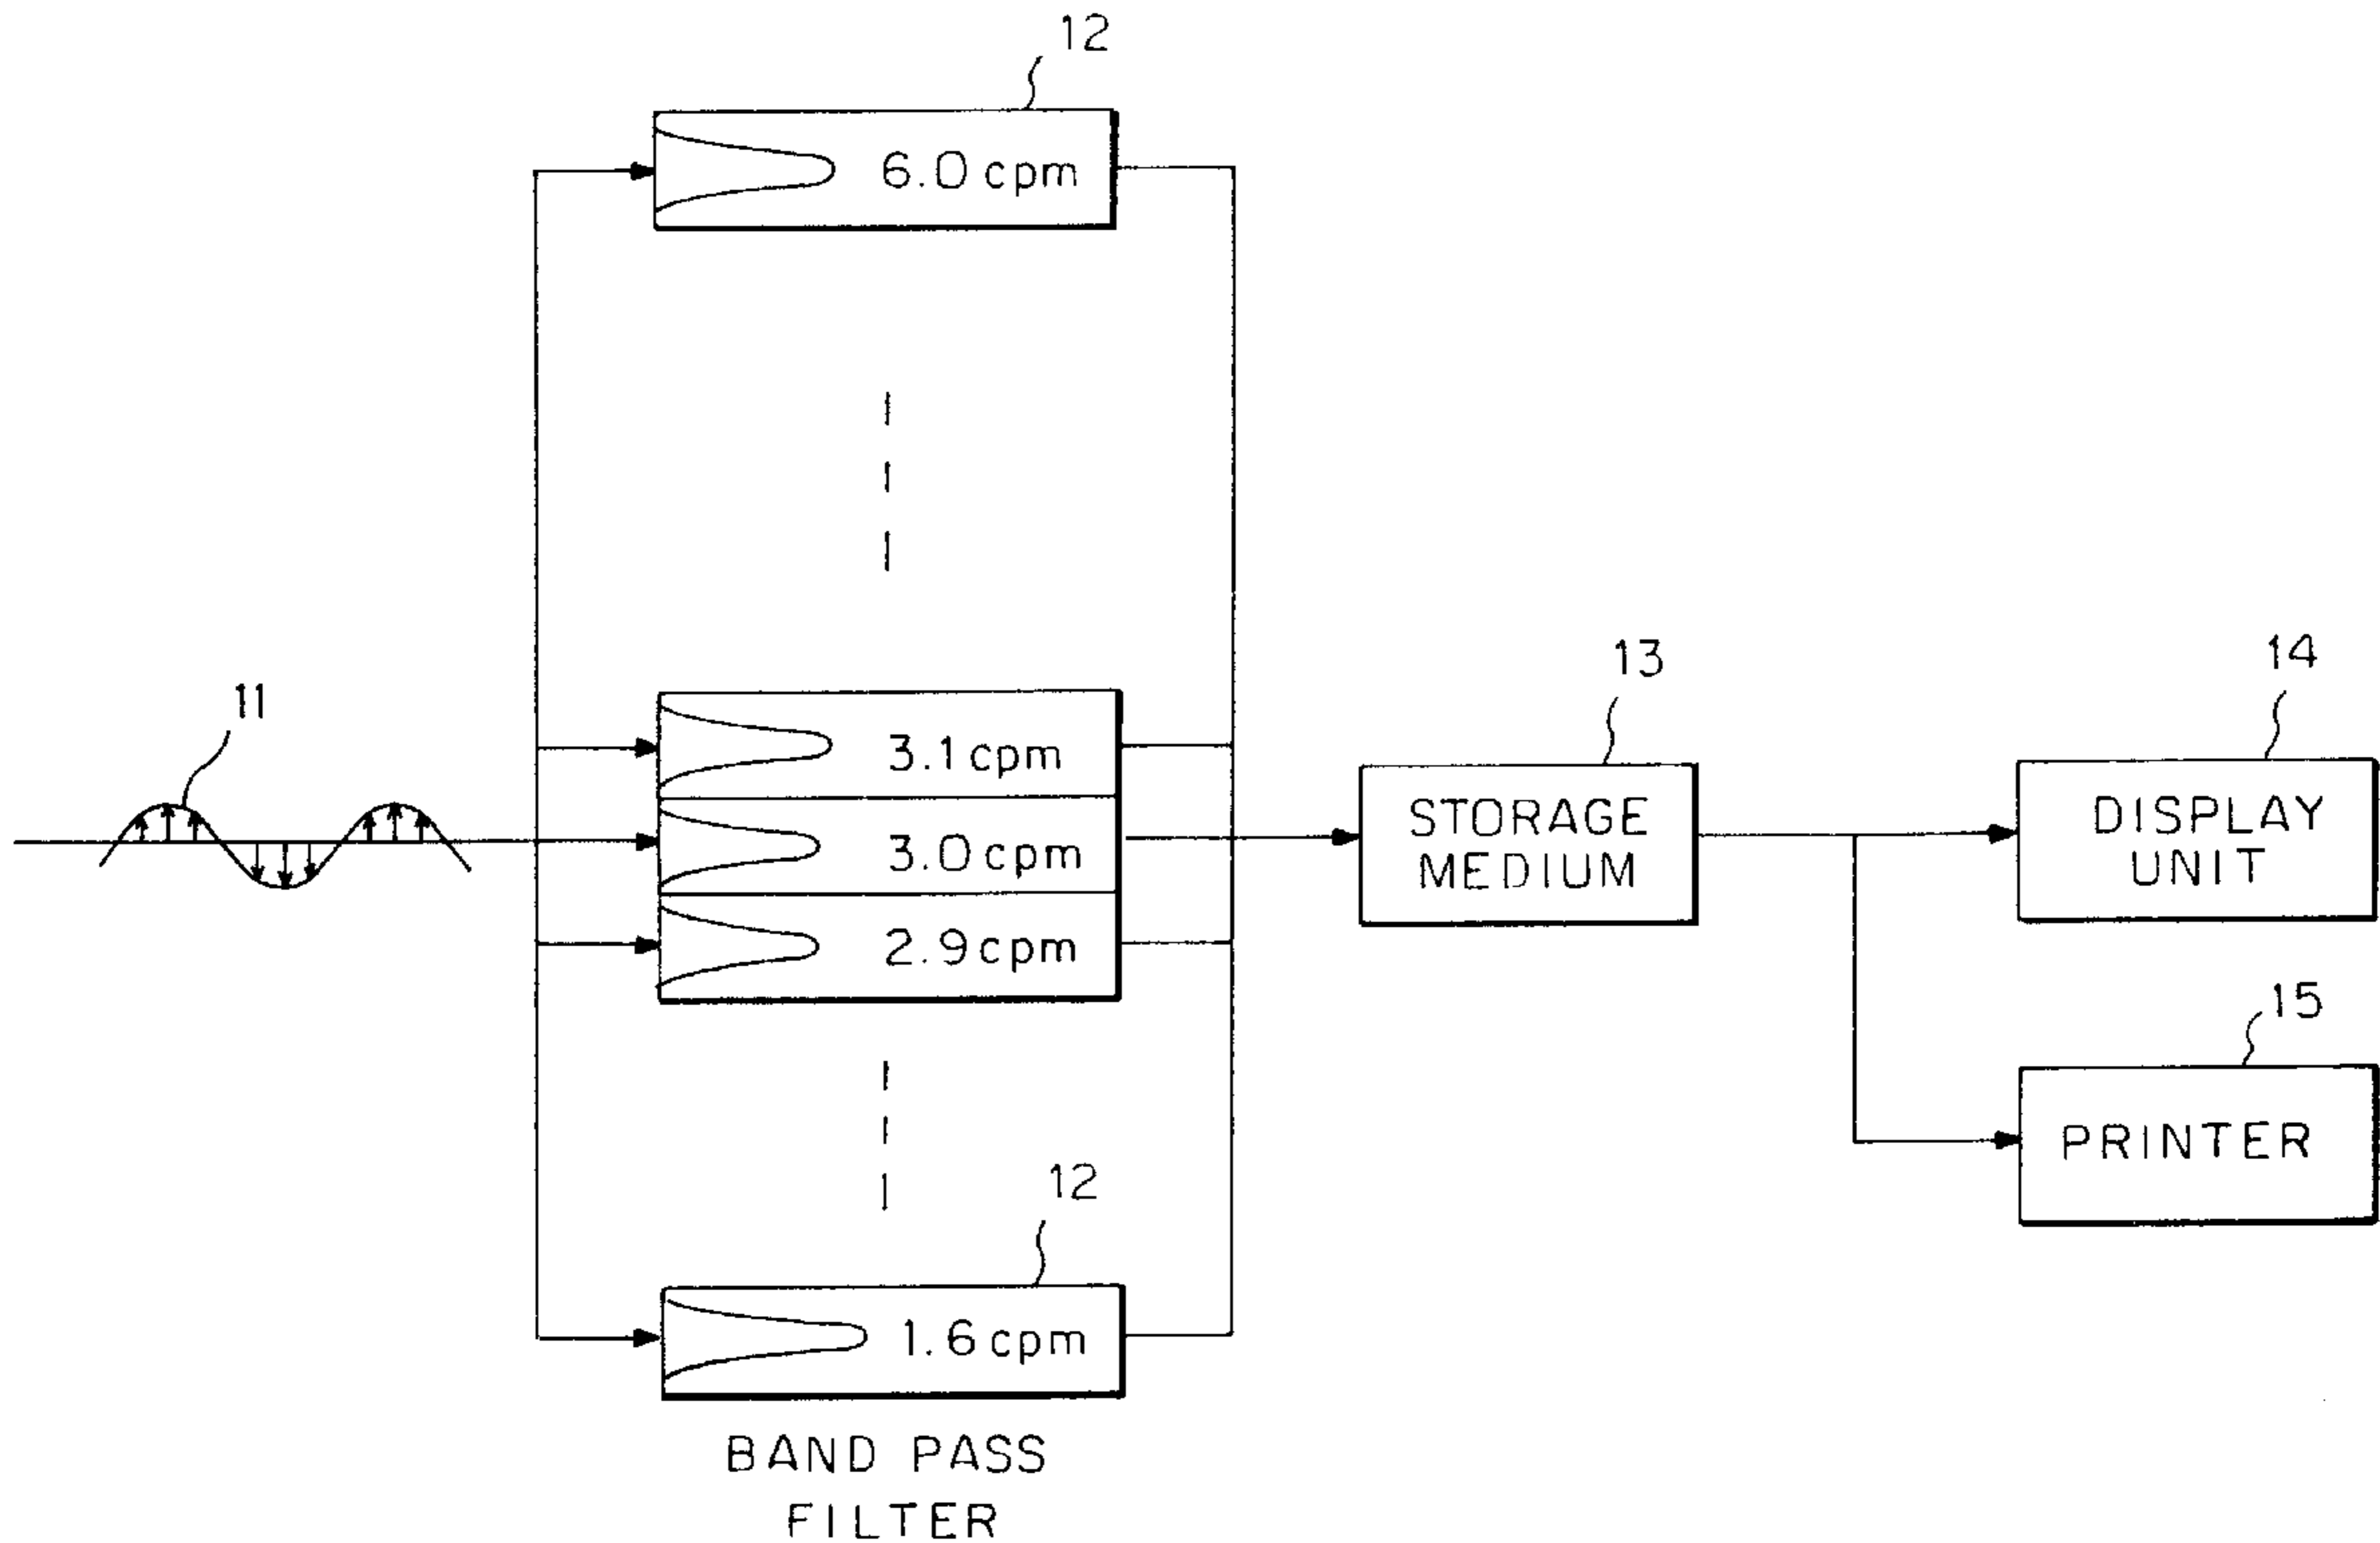 12
6.0 cpm
11
3.1 cpm
3.0 cpm
2.9 cpm
13
STORAGE
MEDIUM
14
DISPLAY
UNIT
15
PRINTER
12
1.6 cpm
BAND PASS
FILTER